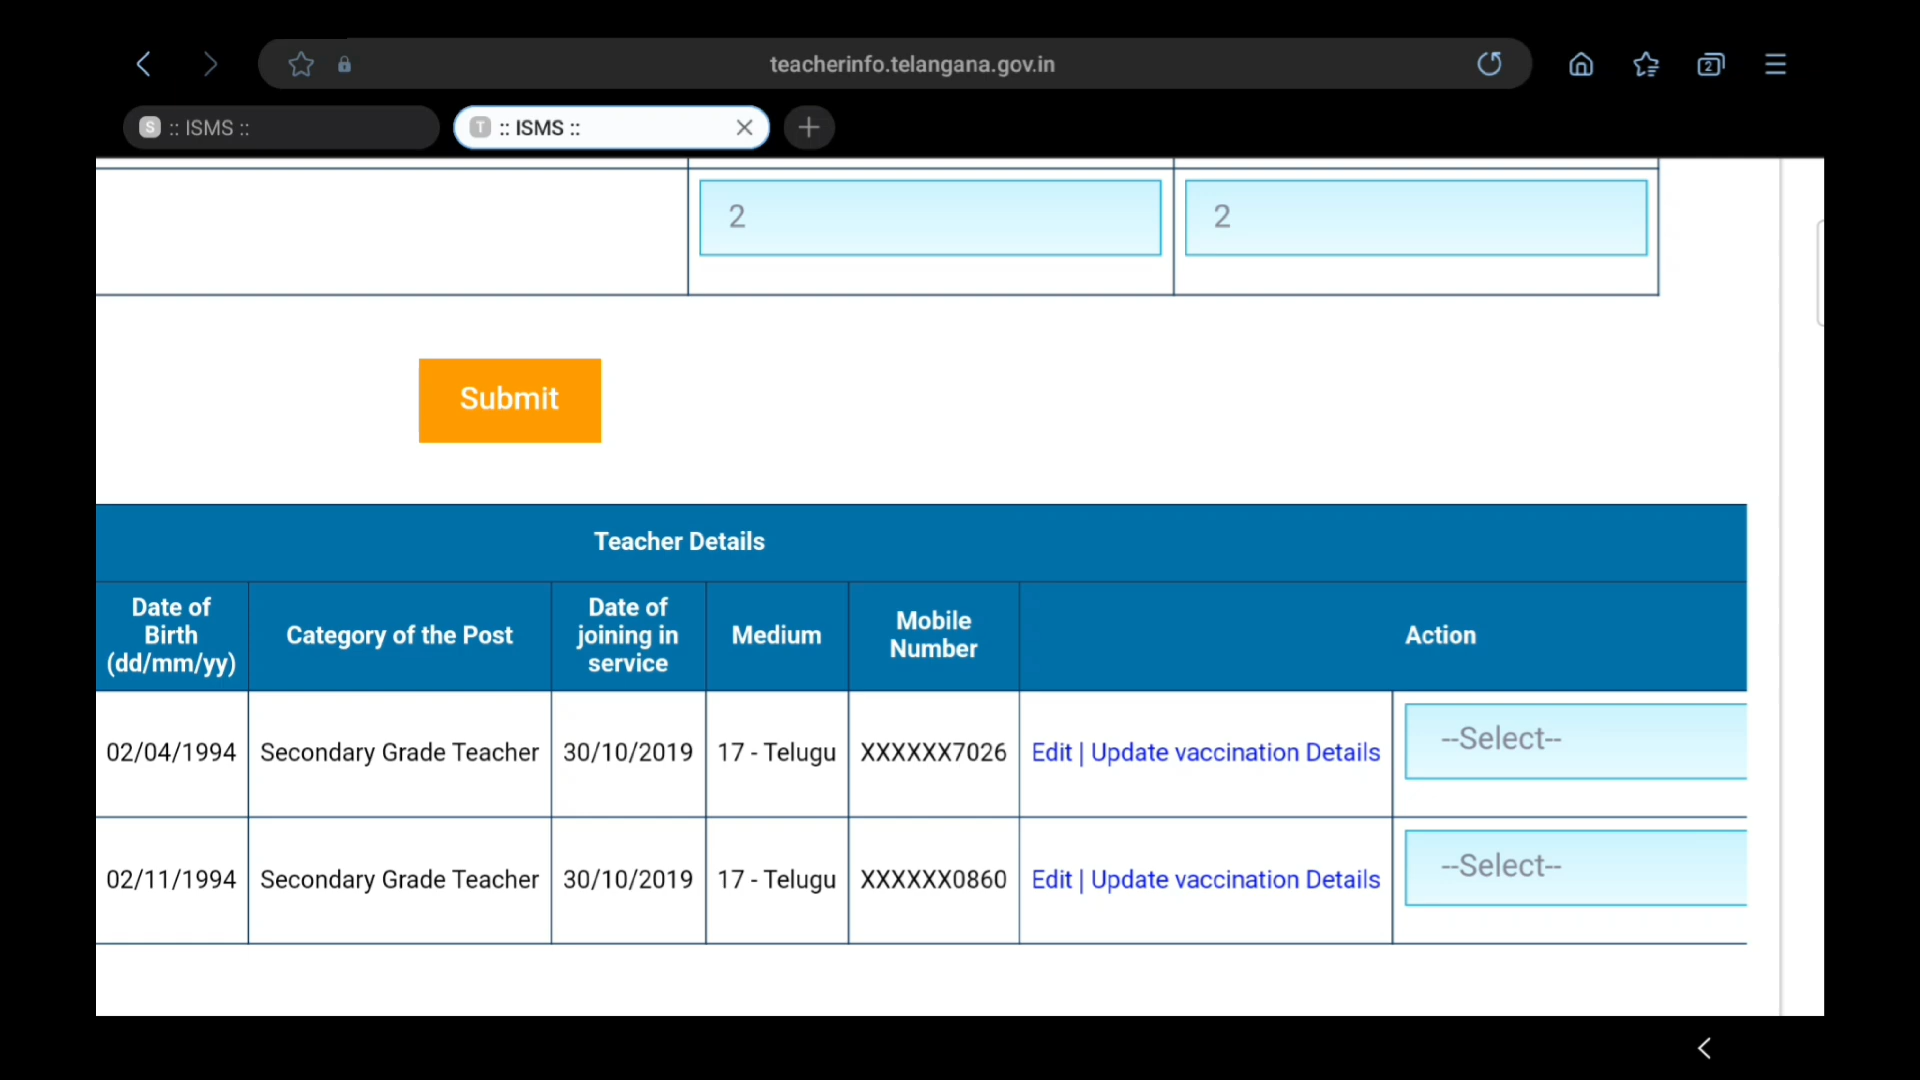 teacherinfo.telangana.gov.in
2
S :: ISMS ::
T :: ISMS ::
2 2
Submit
Teacher Details
Date of Birth (dd/mm/yy) Category of the Post Date of joining in service Medium Mobile Number Action
02/04/1994 Secondary Grade Teacher 30/10/2019 17 - Telugu XXXXXX7026 Edit | Update vaccination Details --Select--
02/11/1994 Secondary Grade Teacher 30/10/2019 17 - Telugu XXXXXX0860 Edit | Update vaccination Details --Select--